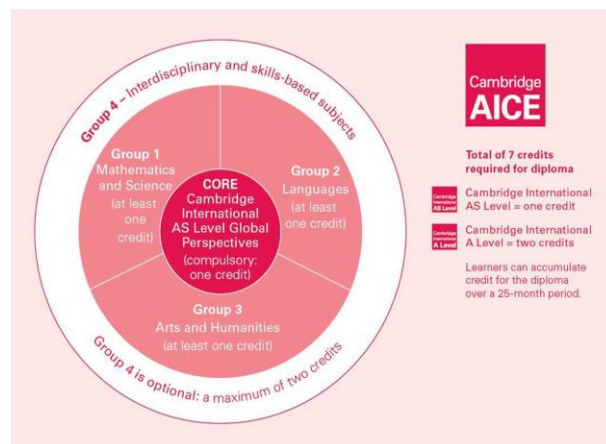 Group 4 – Interdisciplinary and skills-based subjects
Group 1
Mathematics
and Science
(at least
one
credit)
CORE
Cambridge
International
AS Level Global
Perspectives
(compulsory;
one credit)
Group 2
Languages
(at least
one credit)
Group 3
Arts and Humanities
(at least one credit)
Group 4 is optional: a maximum of two credits
Cambridge
AICE
Total of 7 credits
required for diploma
Cambridge International
AS Level = one credit
Cambridge International
A Level = two credits
Learners can accumulate
credit for the diploma
over a 25-month period.